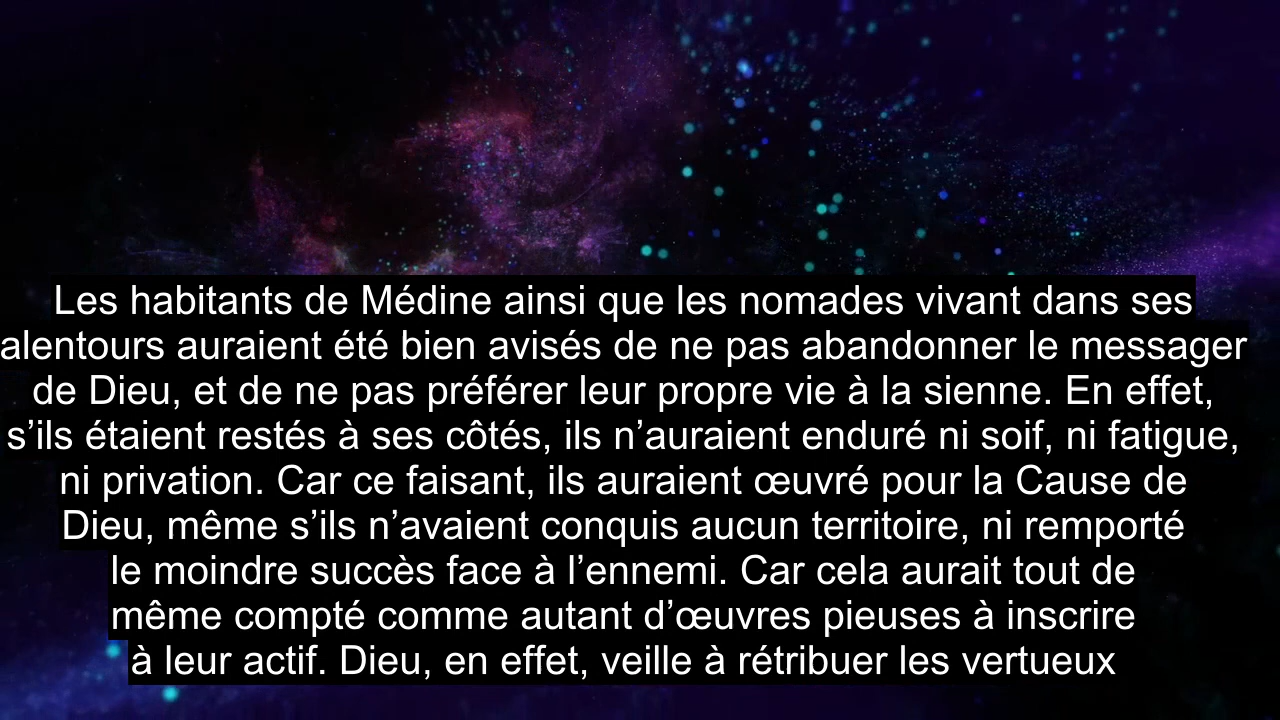 Les habitants de Médine ainsi que les nomades vivant dans ses
alentours auraient été bien avisés de ne pas abandonner le messager
de Dieu, et de ne pas préférer leur propre vie à la sienne. En effet,
s’ils étaient restés à ses côtés, ils n’auraient enduré ni soif, ni fatigue,
ni privation. Car ce faisant, ils auraient œuvré pour la Cause de
Dieu, même s’ils n’avaient conquis aucun territoire, ni remporté
le moindre succès face à l’ennemi. Car cela aurait tout de
même compté comme autant d’œuvres pieuses à inscrire
à leur actif. Dieu, en effet, veille à rétribuer les vertueux